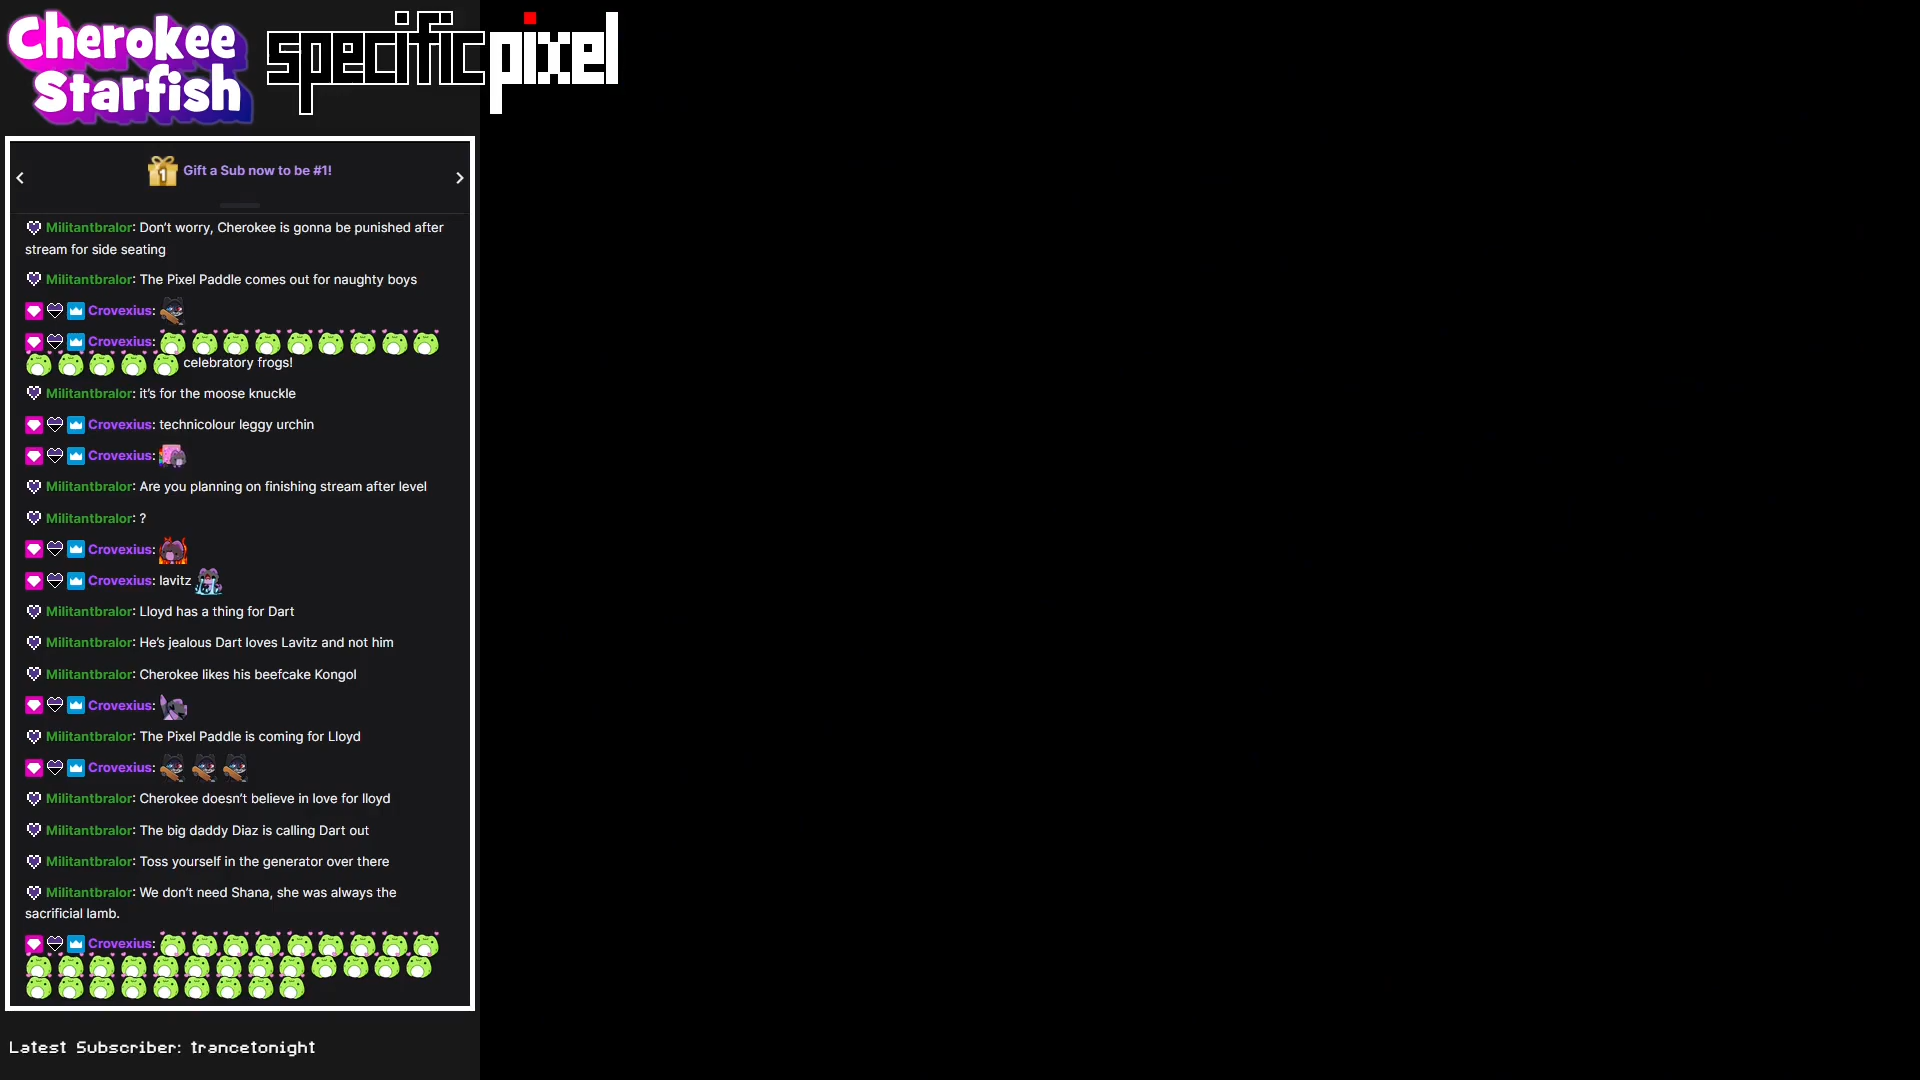 Cherokee
Starfish
specificpixel
1
Gift a Sub now to be #1!
Militantbralor: Don't worry, Cherokee is gonna be punished after
stream for side seating
Militantbralor: The Pixel Paddle comes out for naughty boys
Crovexius:
Crovexius:
celebratory frogs!
Militantbralor: it's for the moose knuckle
Crovexius: technicolour leggy urchin
Crovexius:
Militantbralor: Are you planning on finishing stream after level
Militantbralor: ?
Crovexius:
Crovexius: lavitz
Militantbralor: Lloyd has a thing for Dart
Militantbralor: He's jealous Dart loves Lavitz and not him
Militantbralor: Cherokee likes his beefcake Kongol
Crovexius:
Militantbralor: The Pixel Paddle is coming for Lloyd
Crovexius:
Militantbralor: Cherokee doesn't believe in love for lloyd
Militantbralor: The big daddy Diaz is calling Dart out
Militantbralor: Toss yourself in the generator over there
Militantbralor: We don't need Shana, she was always the
sacrificial lamb.
Crovexius:
Latest Subscriber: trancetonight